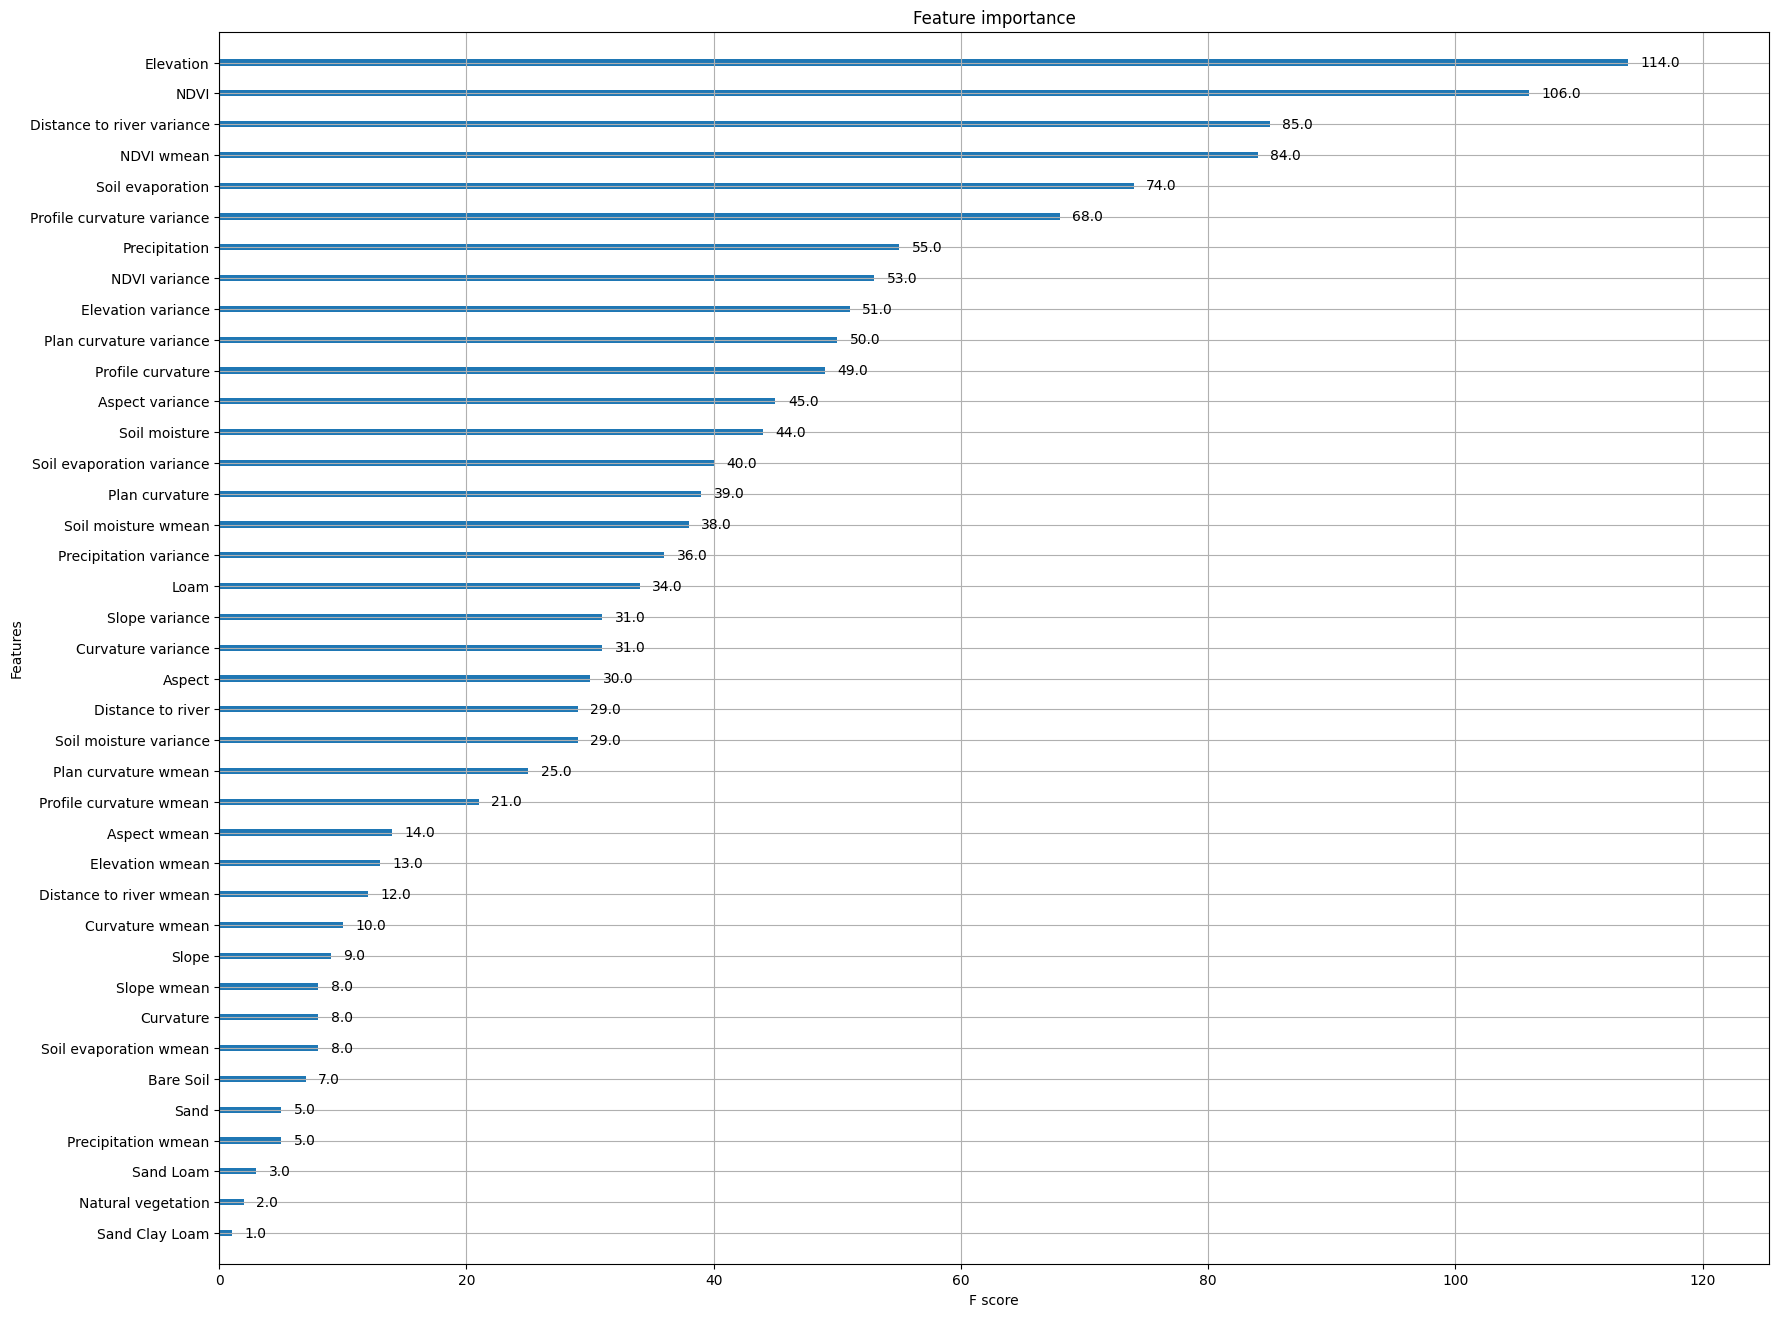 Feature importance
Elevation 114.0
NDVI 106.0
Distance to river variance 85.0
NDVI wmean 84.0
Soil evaporation 74.0
Profile curvature variance 68.0
Precipitation 55.0
NDVI variance 53.0
Elevation variance 51.0
Plan curvature variance 50.0
Profile curvature 49.0
Aspect variance 45.0
Soil moisture 44.0
Soil evaporation variance 40.0
Plan curvature 39.0
Soil moisture wmean 38.0
Precipitation variance 36.0
Loam 34.0
Slope variance 31.0
Curvature variance 31.0
Aspect 30.0
Distance to river 29.0
Soil moisture variance 29.0
Plan curvature wmean 25.0
Profile curvature wmean 21.0
Aspect wmean 14.0
Elevation wmean 13.0
Distance to river wmean 12.0
Curvature wmean 10.0
Slope 9.0
Slope wmean 8.0
Curvature 8.0
Soil evaporation wmean 8.0
Bare Soil 7.0
Sand 5.0
Precipitation wmean 5.0
Sand Loam 3.0
Natural vegetation 2.0
Sand Clay Loam 1.0
Features
0 20 40 60 80 100 120
F score